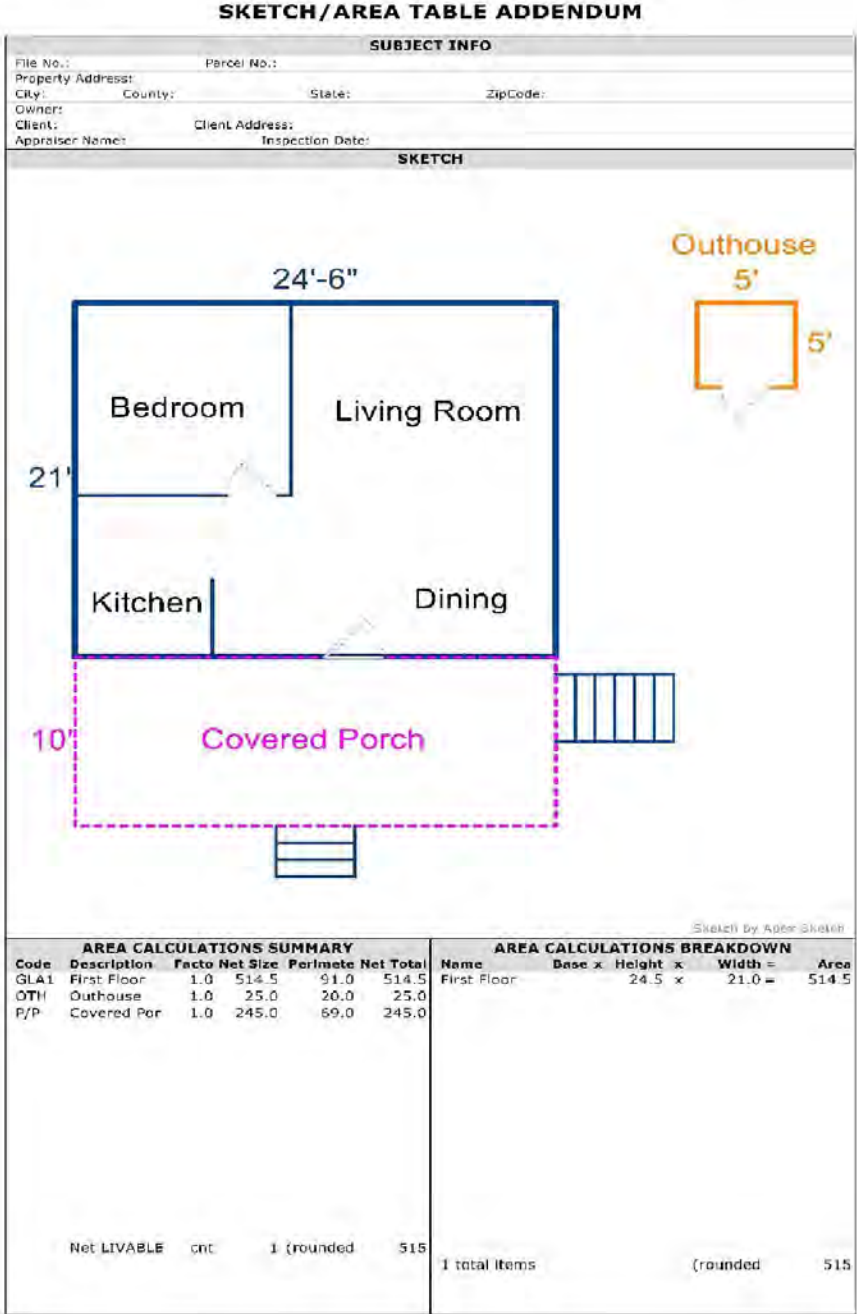 SKETCH/AREA TABLE ADDENDUM
SUBJECT INFO
File No.: Parcel No.:
Property Address:
City: County: State: ZipCode:
Owner:
Client: Client Address:
Appraiser Name: Inspection Date:
SKETCH
Outhouse
5'
24'-6"
5'
Bedroom
Living Room
21'
Kitchen
Dining
10'
Covered Porch
Sketch by Apex Sketch
AREA CALCULATIONS SUMMARY
Code Description Facto Net Size Perimete Net Total
GLA1 First Floor 1.0 514.5 91.0 514.5
OTH Outhouse 1.0 25.0 20.0 25.0
P/P Covered Por 1.0 245.0 69.0 245.0
Net LIVABLE cnt 1 (rounded 515
AREA CALCULATIONS BREAKDOWN
Name Base x Height x Width = Area
First Floor 24.5 x 21.0 = 514.5
1 total items (rounded 515